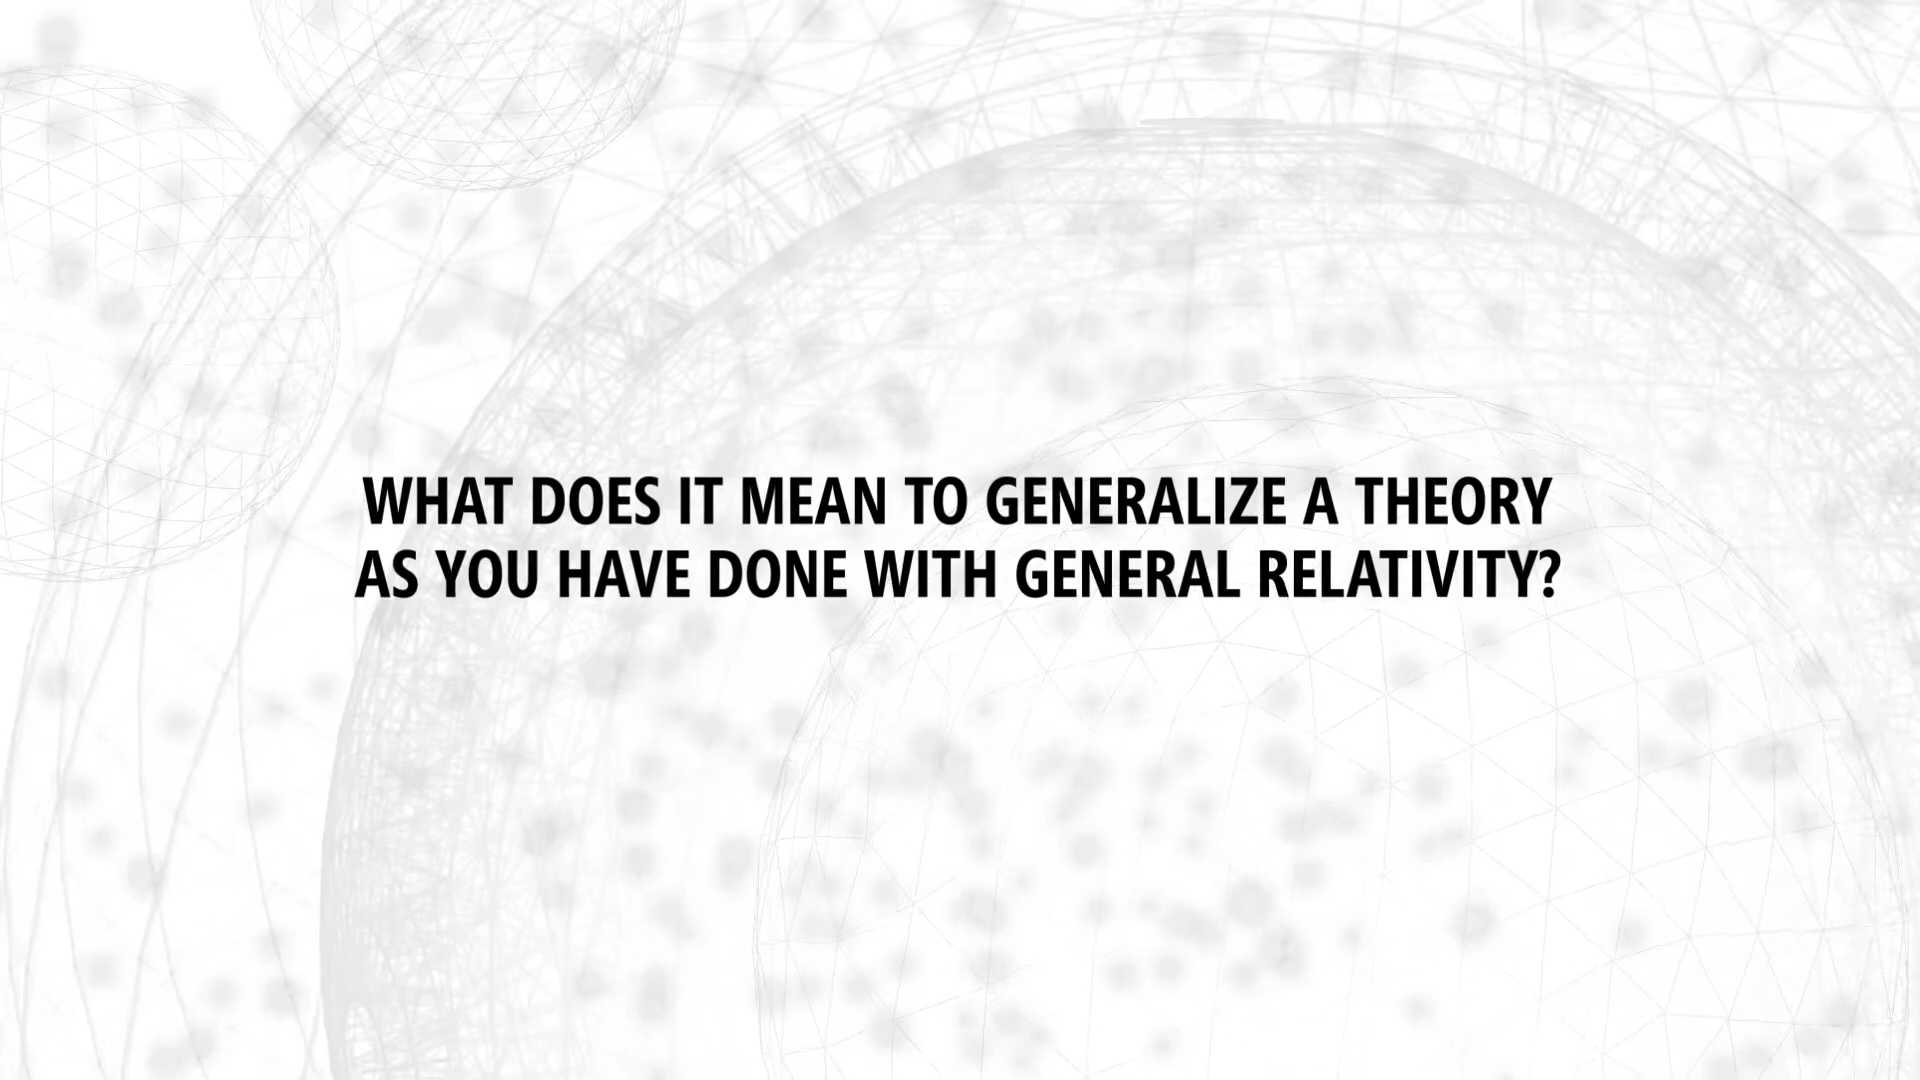 WHAT DOES IT MEAN TO GENERALIZE A THEORY
AS YOU HAVE DONE WITH GENERAL RELATIVITY?